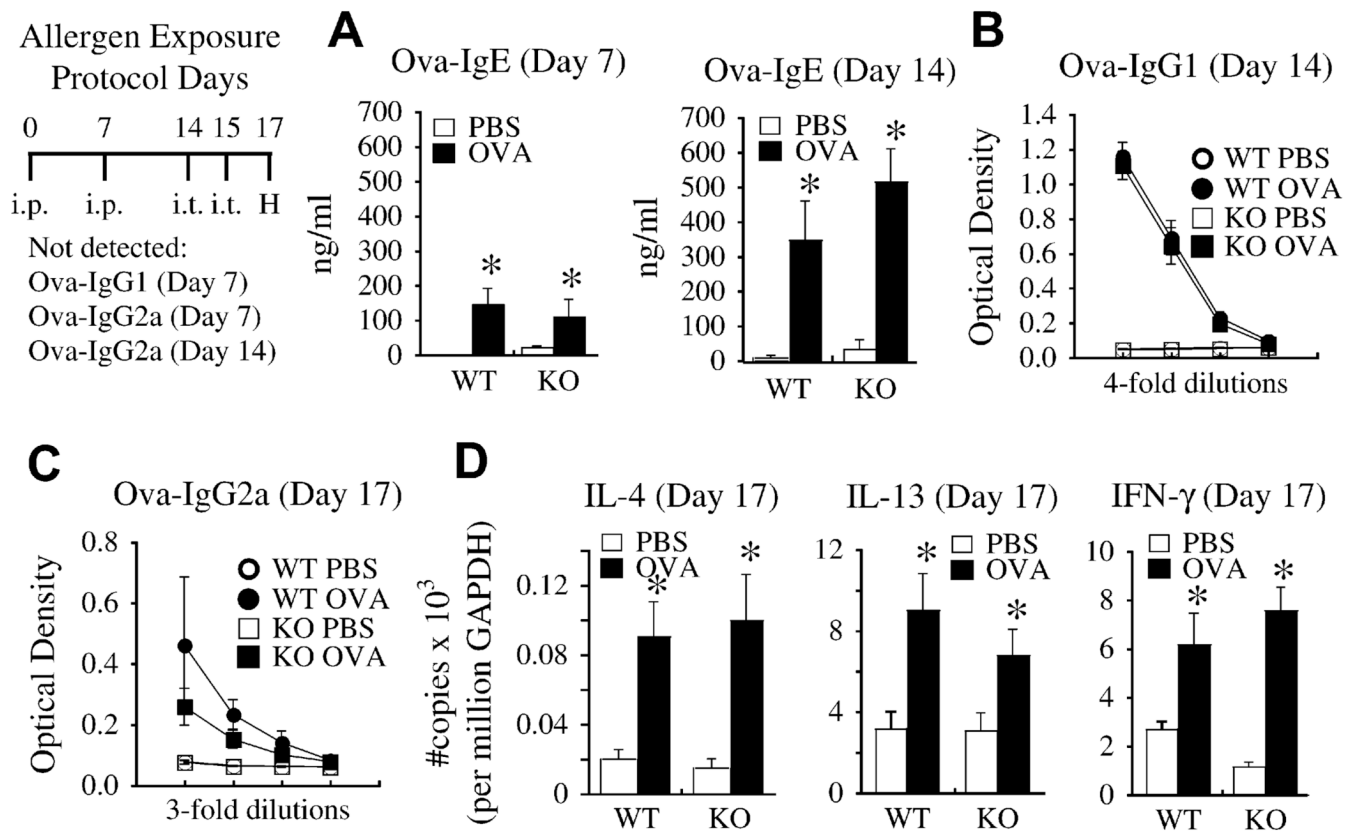 Allergen Exposure
Protocol Days
0 7 14 15 17
i.p. i.p. i.t. i.t. H
Not detected:
Ova-IgG1 (Day 7)
Ova-IgG2a (Day 7)
Ova-IgG2a (Day 14)
A
Ova-IgE (Day 7)
ng/ml
700
600
500
400
300
200
100
0
PBS
OVA
* *
WT KO
Ova-IgE (Day 14)
ng/ml
700
600
500
400
300
200
100
0
PBS
OVA
* *
WT KO
B
Ova-IgG1 (Day 14)
Optical Density
1.4
1.2
1.0
0.8
0.6
0.4
0.2
0.0
WT PBS
WT OVA
KO PBS
KO OVA
4-fold dilutions
C
Ova-IgG2a (Day 17)
Optical Density
0.8
0.6
0.4
0.2
0.0
WT PBS
WT OVA
KO PBS
KO OVA
3-fold dilutions
D
#copies x 10³
(per million GAPDH)
IL-4 (Day 17)
0.12
0.09
0.04
0
PBS
OVA
* *
WT KO
IL-13 (Day 17)
12
9
8
4
0
PBS
OVA
* *
WT KO
IFN-γ (Day 17)
10
8
6
4
2
0
PBS
OVA
* *
WT KO